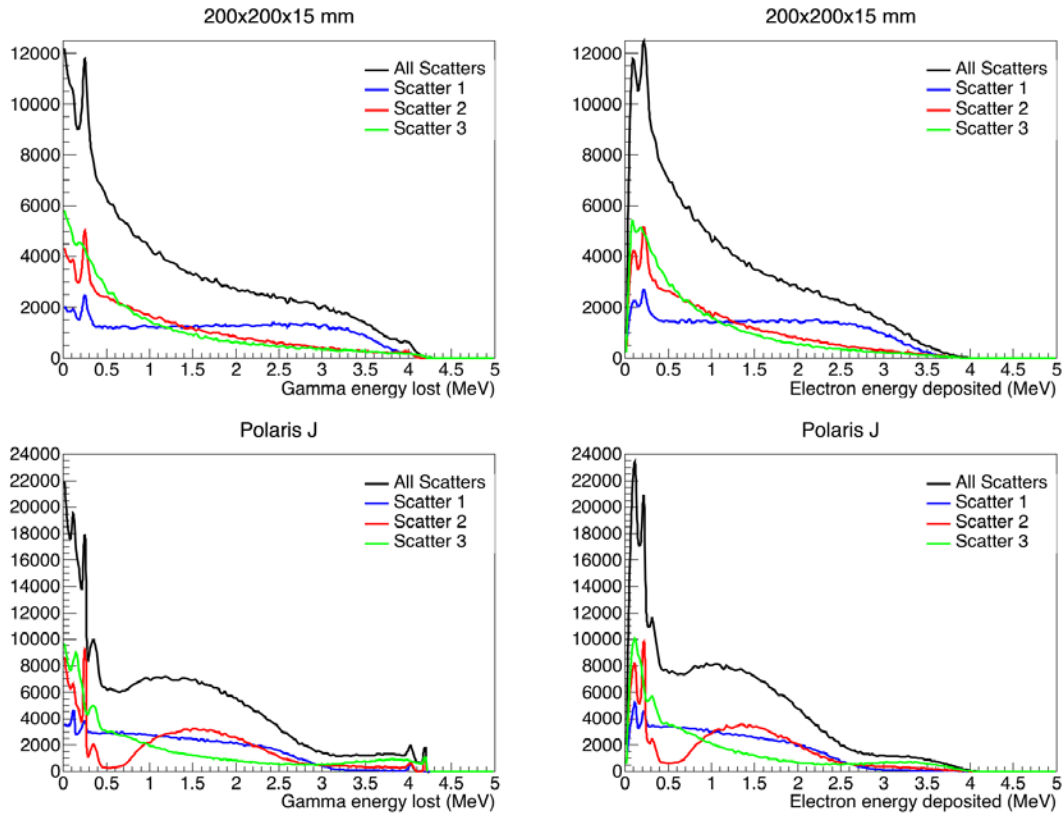 200x200x15 mm
12000
10000
8000
6000
4000
2000
0
All Scatters
Scatter 1
Scatter 2
Scatter 3
0 0.5 1 1.5 2 2.5 3 3.5 4 4.5 5
Gamma energy lost (MeV)
200x200x15 mm
12000
10000
8000
6000
4000
2000
0
All Scatters
Scatter 1
Scatter 2
Scatter 3
0 0.5 1 1.5 2 2.5 3 3.5 4 4.5 5
Electron energy deposited (MeV)
Polaris J
24000
22000
20000
18000
16000
14000
12000
10000
8000
6000
4000
2000
0
All Scatters
Scatter 1
Scatter 2
Scatter 3
0 0.5 1 1.5 2 2.5 3 3.5 4 4.5 5
Gamma energy lost (MeV)
Polaris J
24000
22000
20000
18000
16000
14000
12000
10000
8000
6000
4000
2000
0
All Scatters
Scatter 1
Scatter 2
Scatter 3
0 0.5 1 1.5 2 2.5 3 3.5 4 4.5 5
Electron energy deposited (MeV)